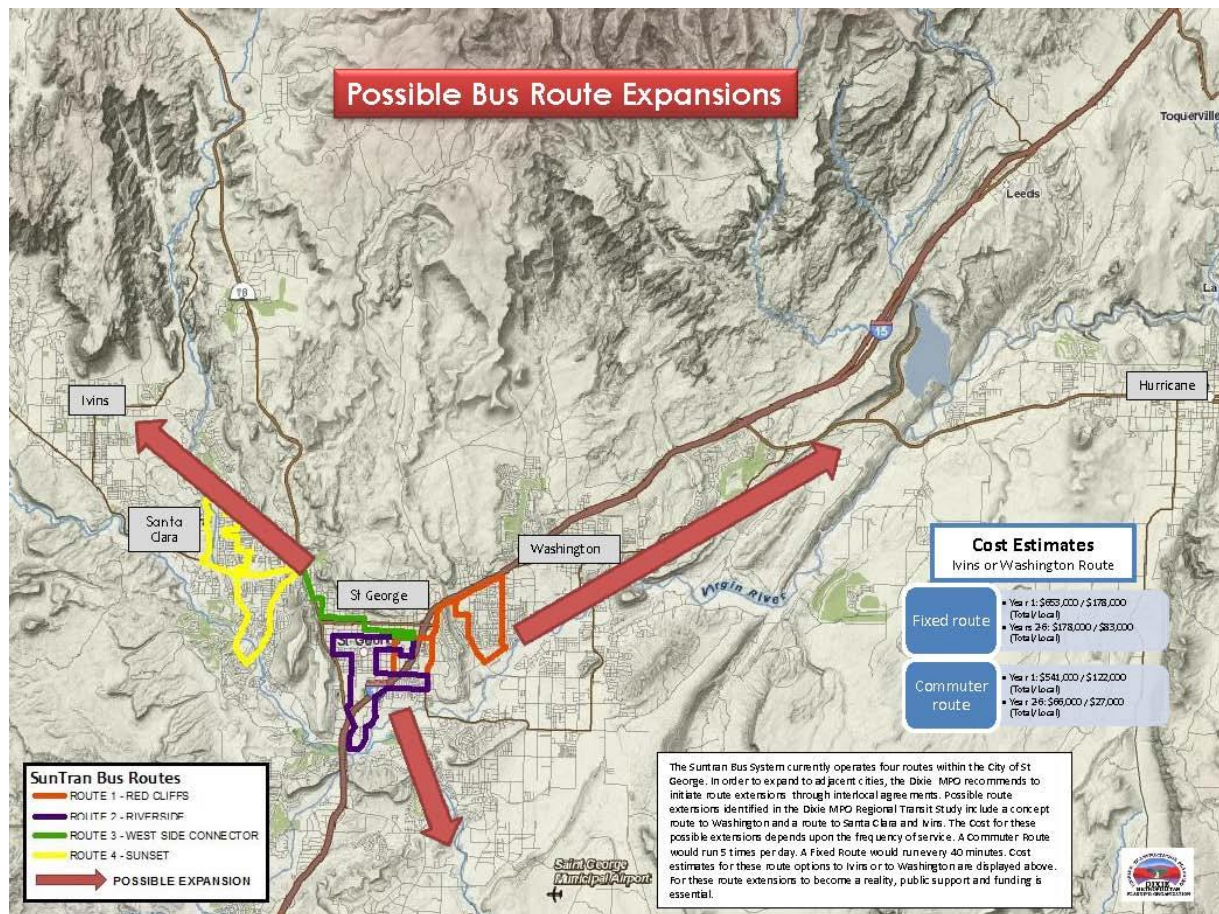 Possible Bus Route Expansions
Toquerville
Leeds
18
La
15
Hurricane
Ivins
Santa
Clara
Washington
St George
Virgin River
Cost Estimates
Ivins or Washington Route
Fixed route
• Year 1: $653,000 / $178,000
(Total/Local)
• Years 2-6: $178,000 / $83,000
(Total/Local)
Commuter
route
• Year 1: $541,000 / $122,000
(Total/Local)
• Year 2-6: $66,000 / $27,000
(Total/Local)
SunTran Bus Routes
ROUTE 1 - RED CLIFFS
ROUTE 2 - RIVERSIDE
ROUTE 3 - WEST SIDE CONNECTOR
ROUTE 4 - SUNSET
POSSIBLE EXPANSION
Saint George
Municipal Airport
The Suntran Bus System currently operates four routes within the City of St
George. In order to expand to adjacent cities, the Dixie MPO recommends to
initiate route extensions through interlocal agreements. Possible route
extensions identified in the Dixie MPO Regional Transit Study include a concept
route to Washington and a route to Santa Clara and Ivins. The Cost for these
possible extensions depends upon the frequency of service. A Commuter Route
would run 5 times per day. A Fixed Route would run every 40 minutes. Cost
estimates for these route options to Ivins or to Washington are displayed above.
For these route extensions to become a reality, public support and funding is
essential.
DIXIE
METROPOLITAN
PLANNING ORGANIZATION